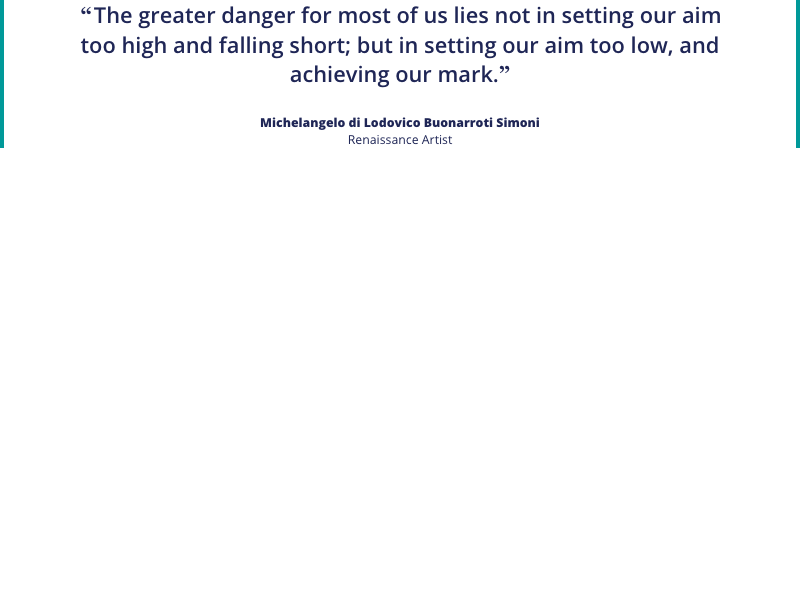 “The greater danger for most of us lies not in setting our aim
too high and falling short; but in setting our aim too low, and
achieving our mark.”
Michelangelo di Lodovico Buonarroti Simoni
Renaissance Artist